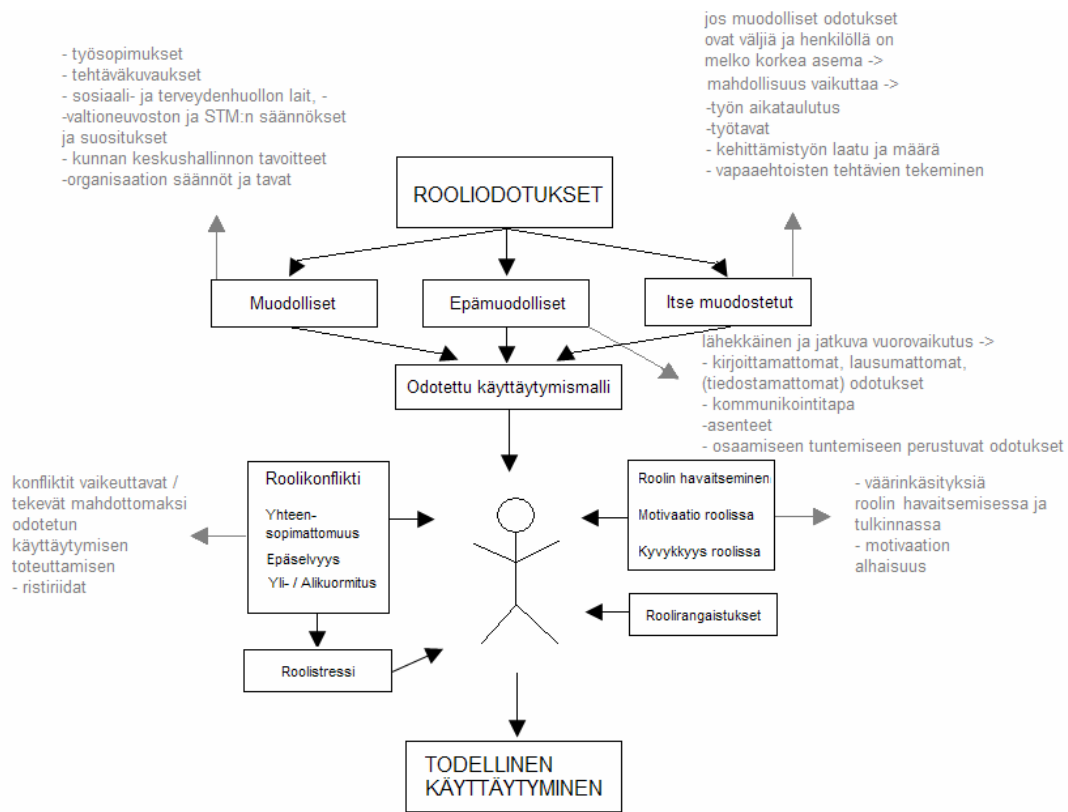 - työsopimukset
- tehtäväkuvaukset
- sosiaali- ja terveydenhuollon lait, -
-valtioneuvoston ja STM:n säännökset
ja suositukset
- kunnan keskushallinnon tavoitteet
-organisaation säännöt ja tavat
jos muodolliset odotukset
ovat väljiä ja henkilöllä on
melko korkea asema ->
mahdollisuus vaikuttaa ->
-työn aikataulutus
-työtavat
- kehittämistyön laatu ja määrä
- vapaaehtoisten tehtävien tekeminen
ROOLIODOTUKSET
Muodolliset
Epämuodolliset
Itse muodostetut
lähekkäinen ja jatkuva vuorovaikutus ->
- kirjoittamattomat, lausumattomat,
(tiedostamattomat) odotukset
- kommunikointitapa
-asenteet
- osaamiseen tuntemiseen perustuvat odotukset
Odotettu käyttäytymismalli
konfliktit vaikeuttavat /
tekevät mahdottomaksi
odotetun
käyttäytymisen
toteuttamisen
- ristiriidat
Roolikonflikti
Yhteen-
sopimattomuus
Epäselvyys
Yli- / Alikuormitus
Roolin havaitseminen
Motivaatio roolissa
Kyvykkyys roolissa
- väärinkäsityksiä
roolin havaitsemisessa ja
tulkinnassa
- motivaation
alhaisuus
Roolirangaistukset
Roolistressi
TODELLINEN
KÄYTTÄYTYMINEN